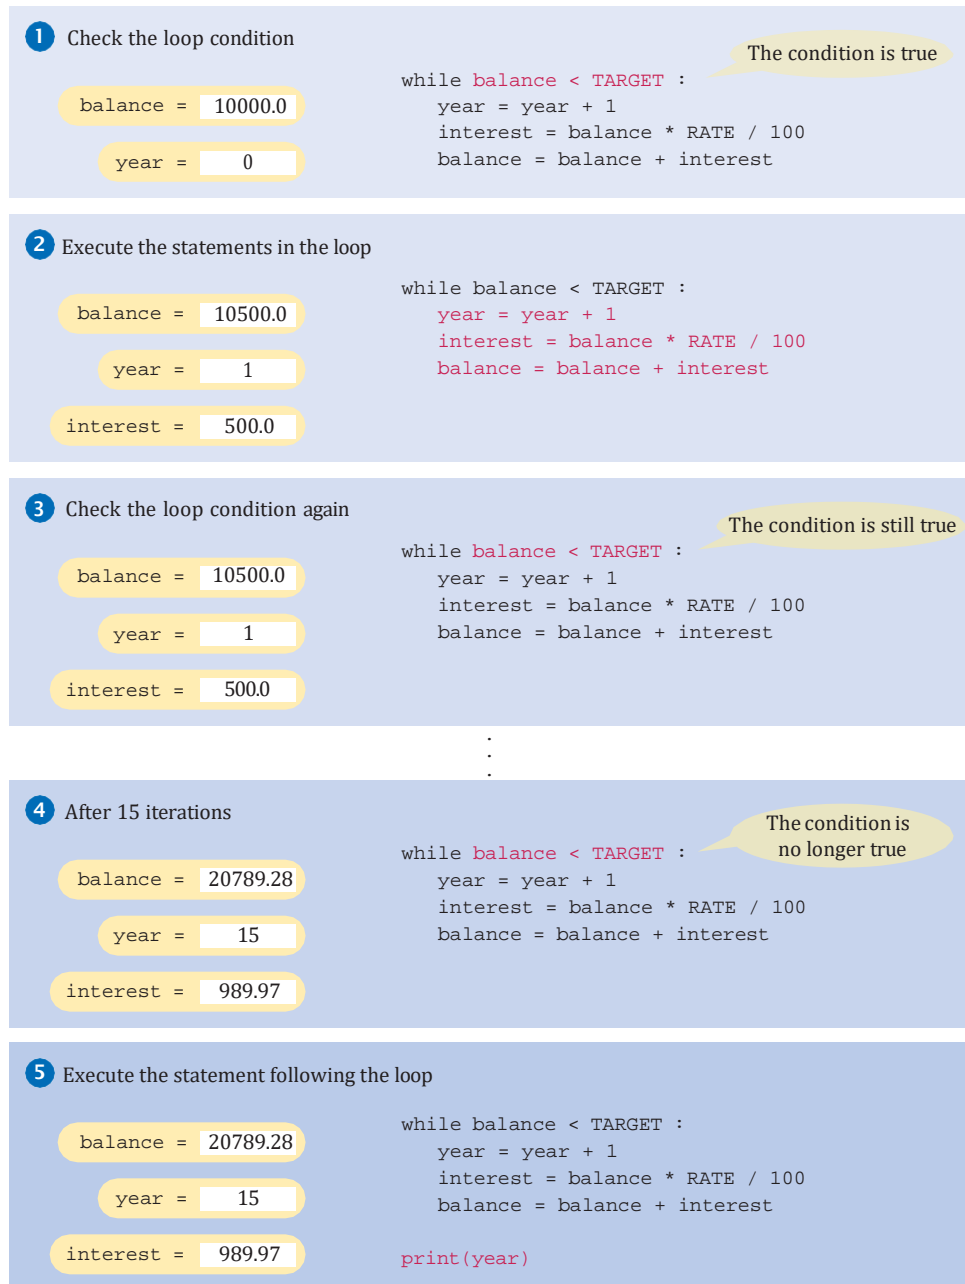 1 Check the loop condition
The condition is true
balance = 10000.0
year = 0
while balance < TARGET :
year = year + 1
interest = balance * RATE / 100
balance = balance + interest
2 Execute the statements in the loop
balance = 10500.0
year = 1
interest = 500.0
while balance < TARGET :
year = year + 1
interest = balance * RATE / 100
balance = balance + interest
3 Check the loop condition again
The condition is still true
balance = 10500.0
year = 1
interest = 500.0
while balance < TARGET :
year = year + 1
interest = balance * RATE / 100
balance = balance + interest
.
.
.
4 After 15 iterations
The condition is
no longer true
balance = 20789.28
year = 15
interest = 989.97
while balance < TARGET :
year = year + 1
interest = balance * RATE / 100
balance = balance + interest
5 Execute the statement following the loop
balance = 20789.28
year = 15
interest = 989.97
while balance < TARGET :
year = year + 1
interest = balance * RATE / 100
balance = balance + interest
print(year)